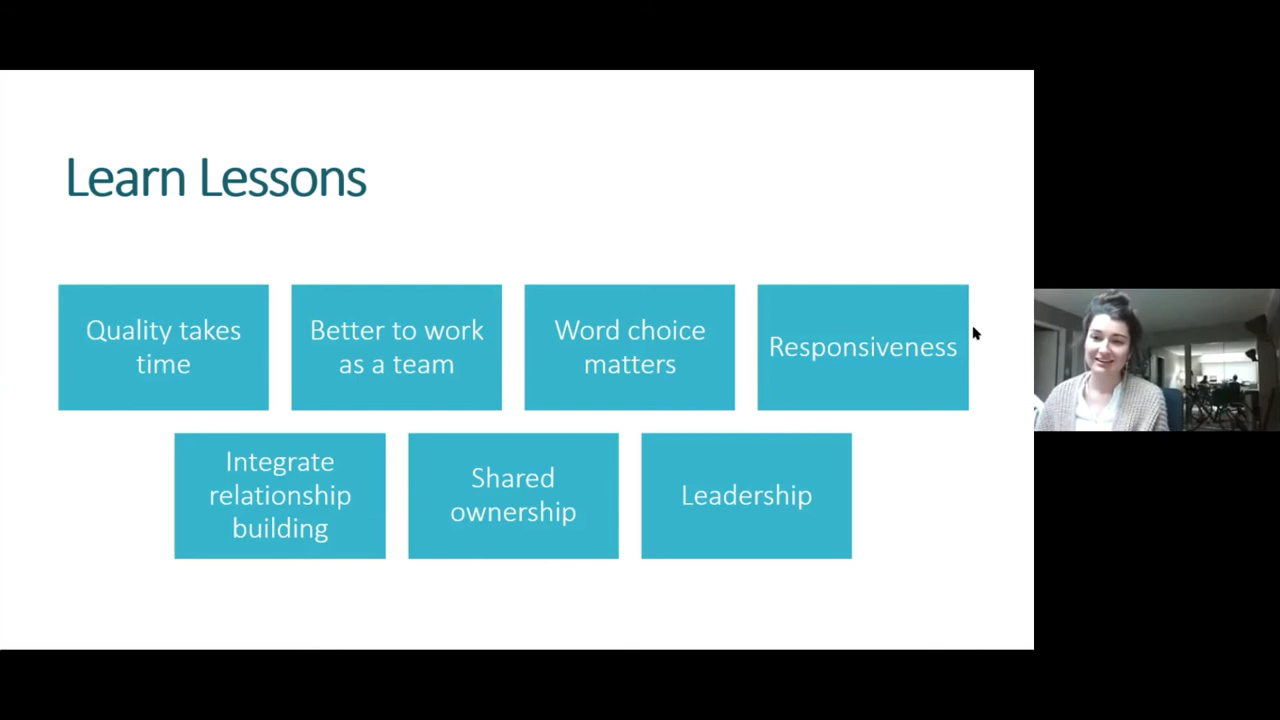 Learn Lessons
Quality takes
time
Better to work
as a team
Word choice
matters
Responsiveness
Integrate
relationship
building
Shared
ownership
Leadership